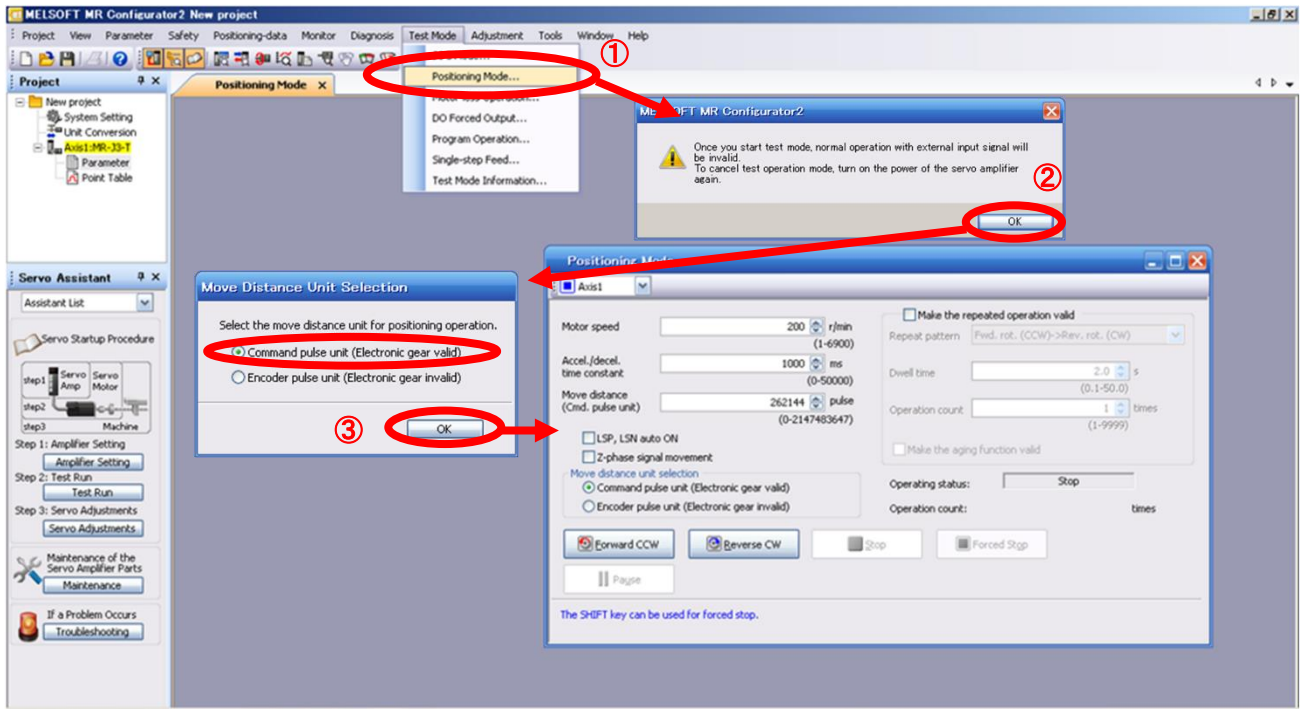 MELSOFT MR Configurator2 New project
Project View Parameter Safety Positioning-data Monitor Diagnosis Test Mode Adjustment Tools Window Help
①
Positioning Mode...
DO Forced Output...
Program Operation...
Single-step Feed...
Test Mode Information...
Project
New project
System Setting
Unit Conversion
Axis1:MR-J3-T
Parameter
Point Table
Positioning Mode
MELSOFT MR Configurator2
Once you start test mode, normal operation with external input signal will
be invalid.
To cancel test operation mode, turn on the power of the servo amplifier
again.
②
OK
Servo Assistant
Assistant List
Servo Startup Procedure
step1
Servo Amp
Servo Motor
step2
step3
Machine
Step 1: Amplifier Setting
Amplifier Setting
Step 2: Test Run
Test Run
Step 3: Servo Adjustments
Servo Adjustments
Maintenance of the
Servo Amplifier Parts
Maintenance
If a Problem Occurs
Troubleshooting
Move Distance Unit Selection
Select the move distance unit for positioning operation.
Command pulse unit (Electronic gear valid)
Encoder pulse unit (Electronic gear invalid)
③
OK
Positioning Mode
Axis1
Motor speed 200 r/min
(1-6900)
Accel./decel.
time constant 1000 ms
(0-50000)
Move distance
(Cmd. pulse unit) 262144 pulse
(0-2147483647)
LSP, LSN auto ON
Z-phase signal movement
Move distance unit selection
Command pulse unit (Electronic gear valid)
Encoder pulse unit (Electronic gear invalid)
Make the repeated operation valid
Repeat pattern Fwd. rot. (CCW)->Rev. rot. (CW)
Dwell time 2.0 s
(0.1-50.0)
Operation count 1 times
(1-9999)
Make the aging function valid
Operating status: Stop
Operation count: times
Forward CCW
Reverse CW
Stop
Forced Stop
Pause
The SHIFT key can be used for forced stop.